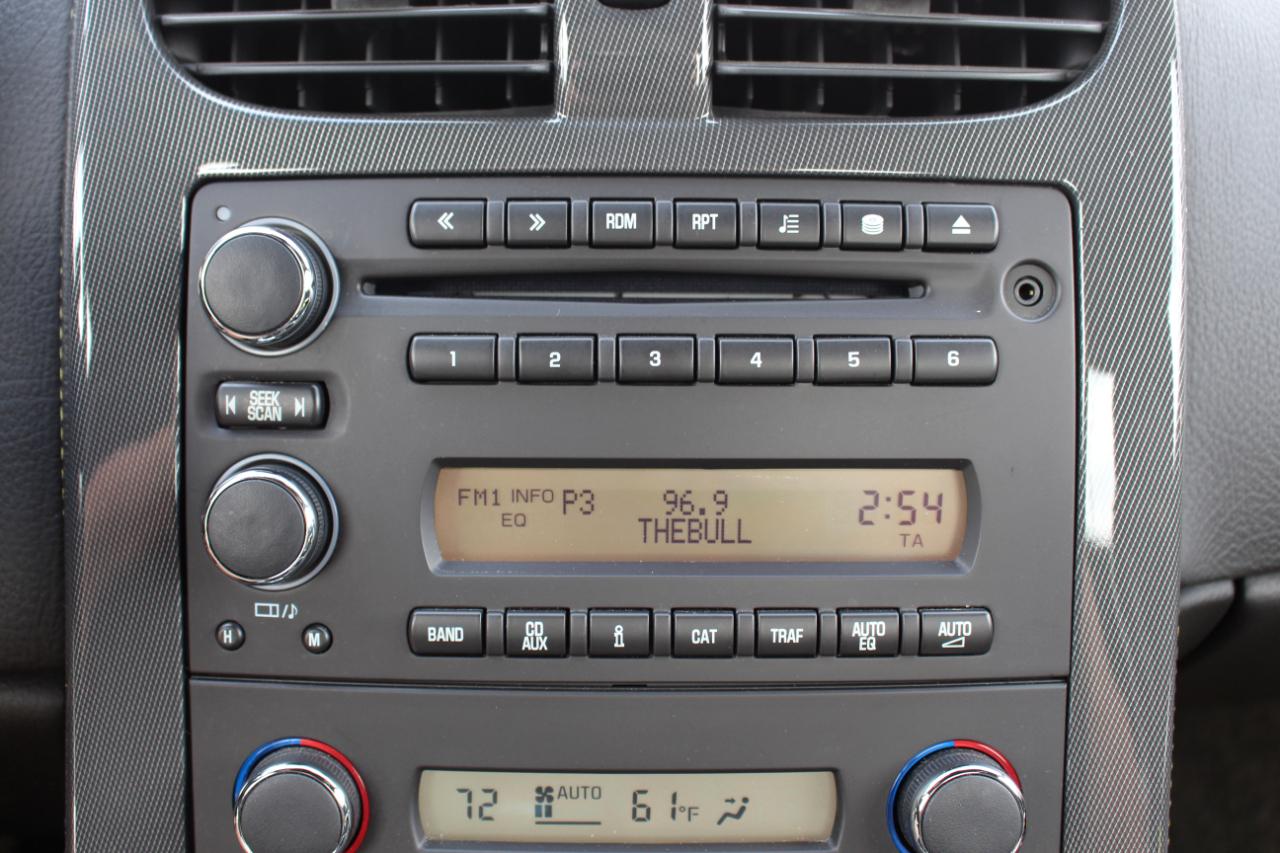 RDM RPT
1 2 3 4 5 6
SEEK
SCAN
FM1 INFO P3 96.9 2:54
EQ THEBULL TA
H M
BAND CD AUX i CAT TRAF AUTO EQ AUTO
72 AUTO 61°F